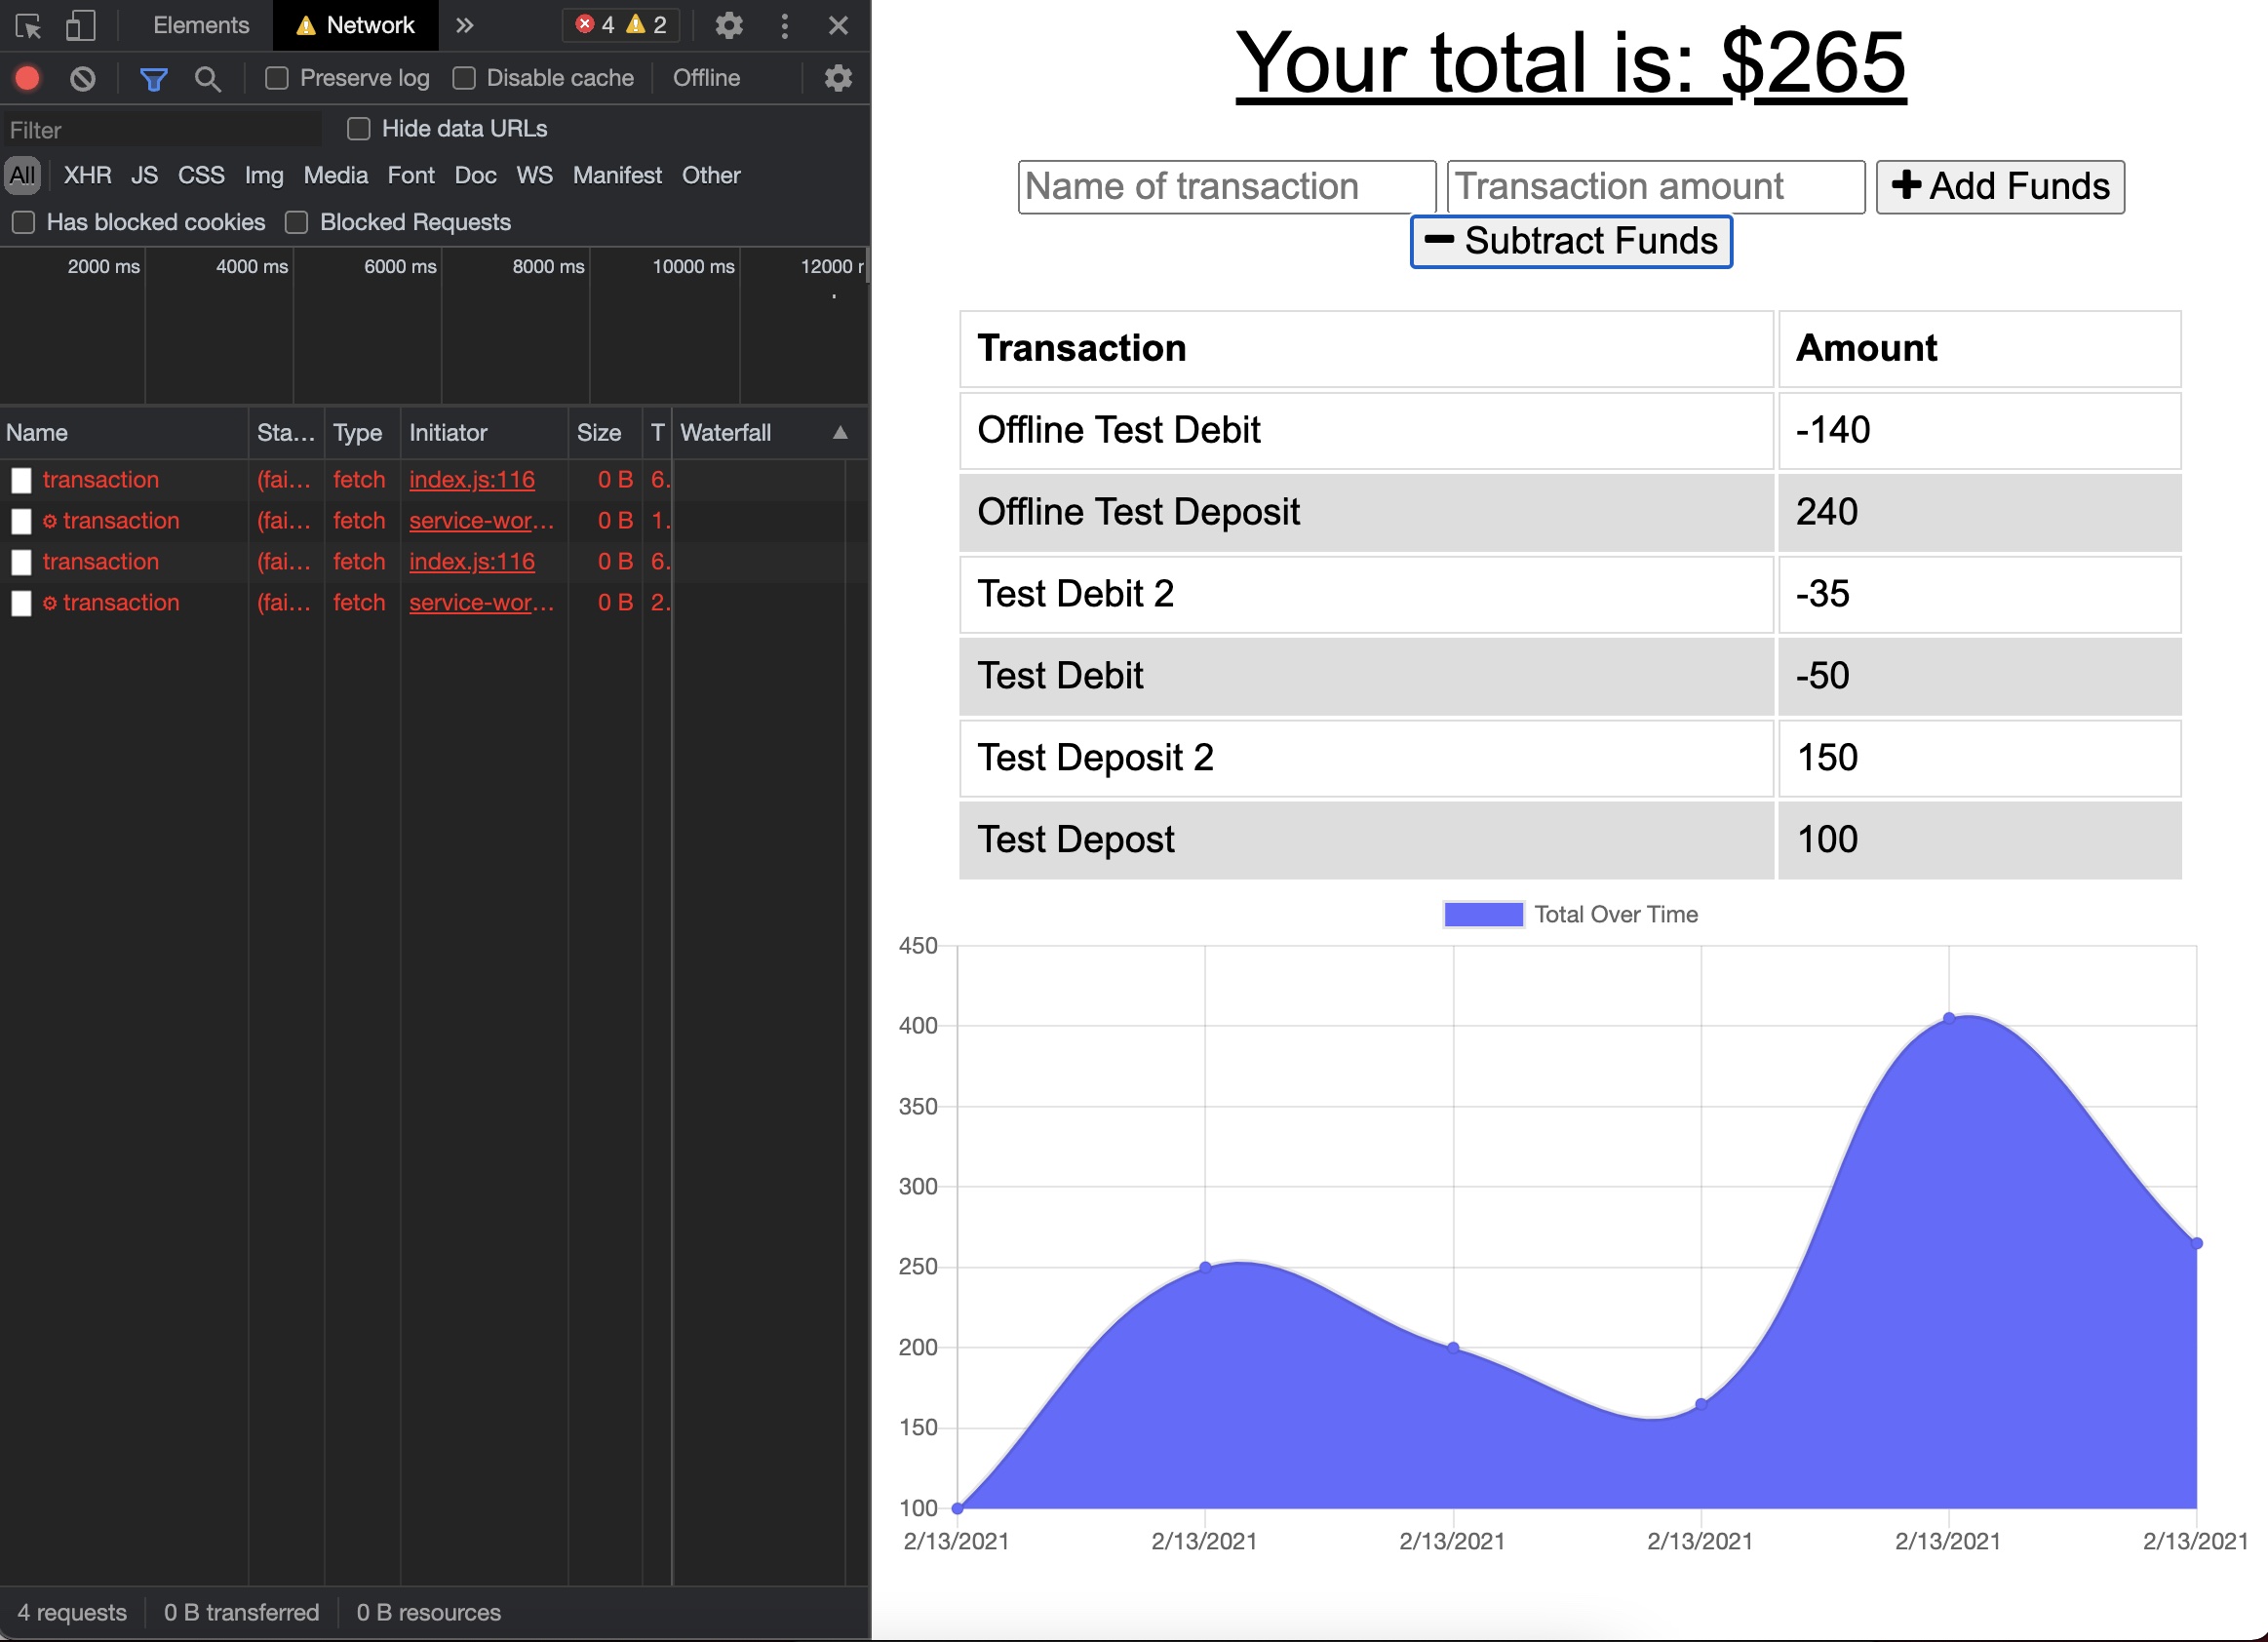 Elements Network » 4 2
Preserve log Disable cache Offline
Filter Hide data URLs
All XHR JS CSS Img Media Font Doc WS Manifest Other
Has blocked cookies Blocked Requests
2000 ms 4000 ms 6000 ms 8000 ms 10000 ms 12000 r
Name Sta... Type Initiator Size T Waterfall
transaction (fai... fetch index.js:116 0 B 6.
transaction (fai... fetch service-wor... 0 B 1.
transaction (fai... fetch index.js:116 0 B 6.
transaction (fai... fetch service-wor... 0 B 2.
4 requests 0 B transferred 0 B resources
Your total is: $265
Name of transaction Transaction amount + Add Funds
− Subtract Funds
Transaction Amount
Offline Test Debit -140
Offline Test Deposit 240
Test Debit 2 -35
Test Debit -50
Test Deposit 2 150
Test Depost 100
Total Over Time
450
400
350
300
250
200
150
100
2/13/2021 2/13/2021 2/13/2021 2/13/2021 2/13/2021 2/13/2021